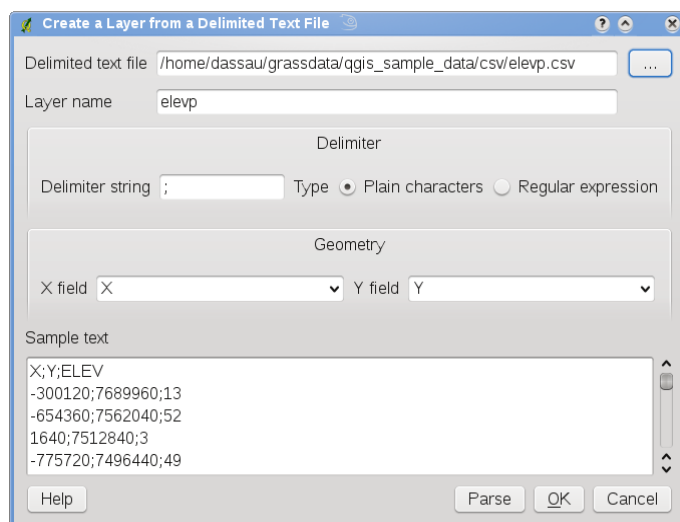 Create a Layer from a Delimited Text File
Delimited text file /home/dassau/grassdata/qgis_sample_data/csv/elevp.csv ...
Layer name elevp
Delimiter
Delimiter string ; Type Plain characters Regular expression
Geometry
X field X Y field Y
Sample text
X;Y;ELEV
-300120;7689960;13
-654360;7562040;52
1640;7512840;3
-775720;7496440;49
Help Parse OK Cancel